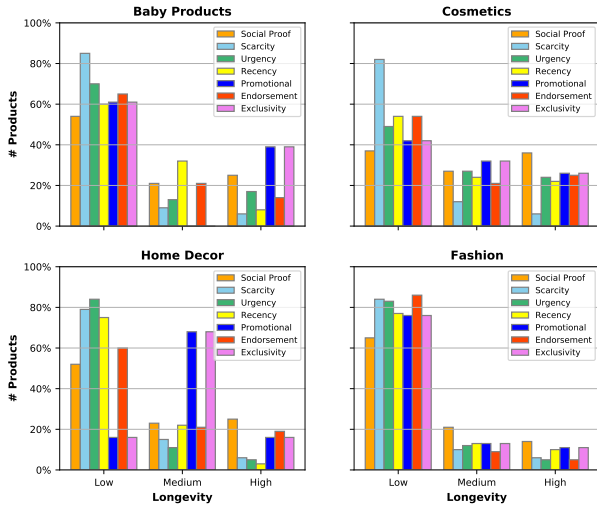 Baby Products
# Products
100%
80%
60%
40%
20%
0%
Social Proof
Scarcity
Urgency
Recency
Promotional
Endorsement
Exclusivity
Cosmetics
Social Proof
Scarcity
Urgency
Recency
Promotional
Endorsement
Exclusivity
Home Decor
# Products
100%
80%
60%
40%
20%
0%
Social Proof
Scarcity
Urgency
Recency
Promotional
Endorsement
Exclusivity
Low Medium High
Longevity
Fashion
Social Proof
Scarcity
Urgency
Recency
Promotional
Endorsement
Exclusivity
Low Medium High
Longevity